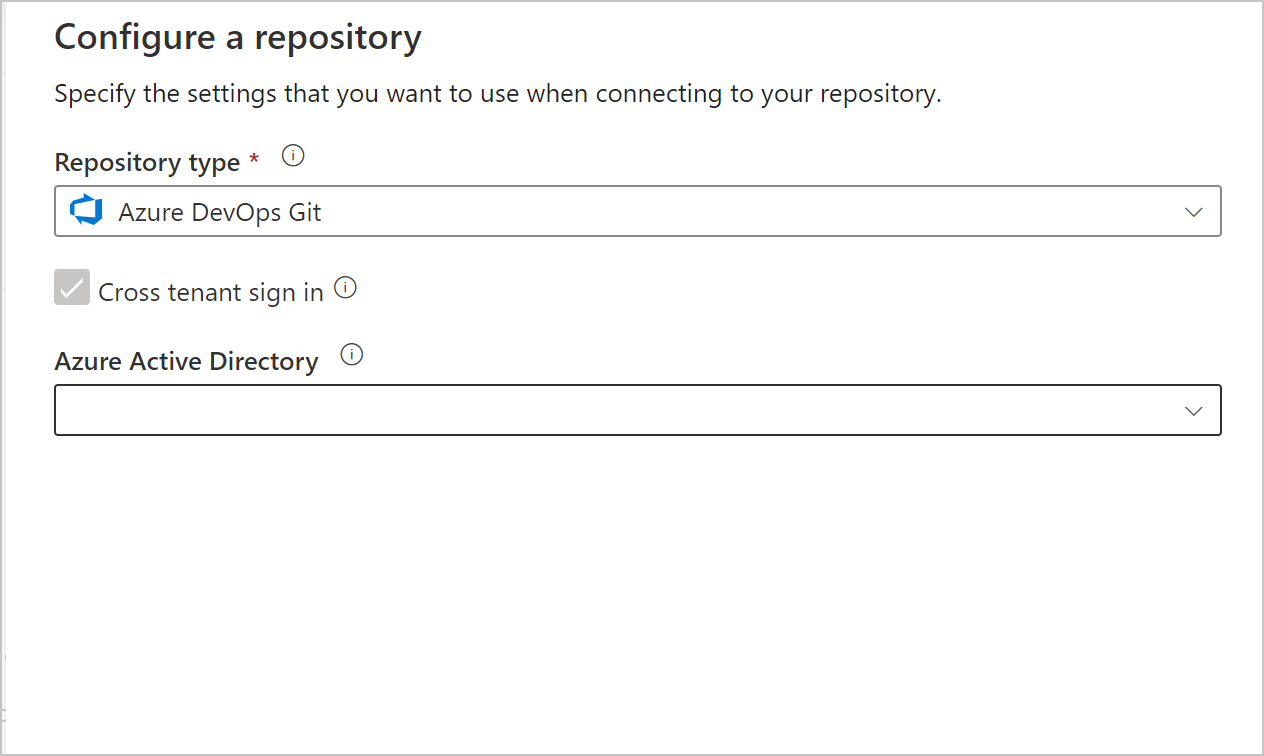 Configure a repository
Specify the settings that you want to use when connecting to your repository.
Repository type *
Azure DevOps Git
Cross tenant sign in
Azure Active Directory